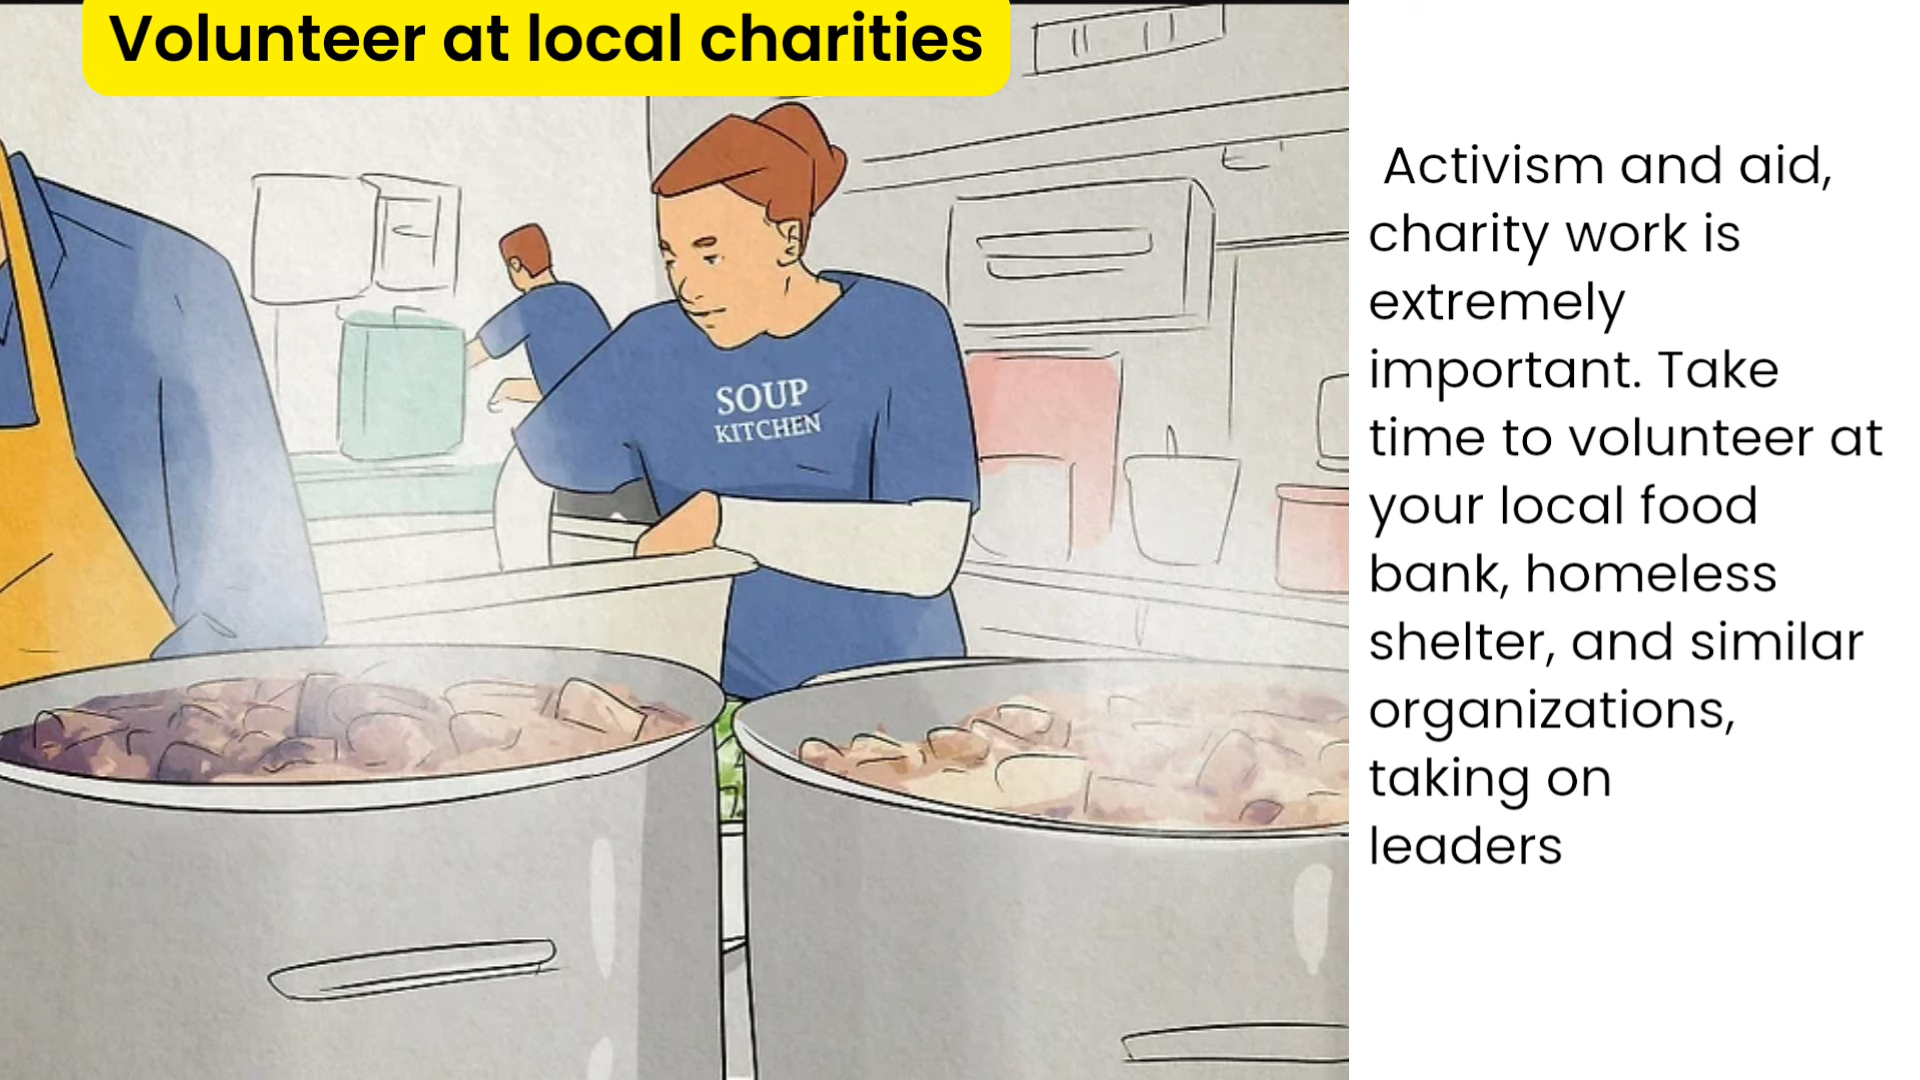 Volunteer at local charities
SOUP
KITCHEN
Activism and aid,
charity work is
extremely
important. Take
time to volunteer at
your local food
bank, homeless
shelter, and similar
organizations,
taking on
leaders